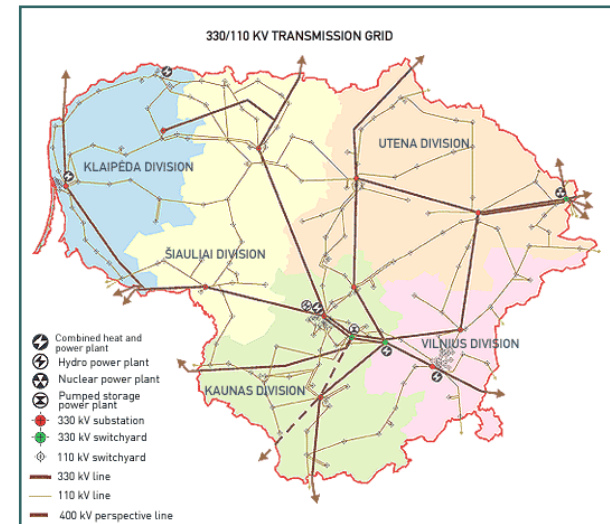 330/110 KV TRANSMISSION GRID
UTENA DIVISION
KLAIPĖDA DIVISION
ŠIAULIAI DIVISION
VILNIUS DIVISION
KAUNAS DIVISION
Combined heat and
power plant
Hydro power plant
Nuclear power plant
Pumped storage
power plant
330 kV substation
330 kV switchyard
110 kV switchyard
330 kV line
110 kV line
400 kV perspective line